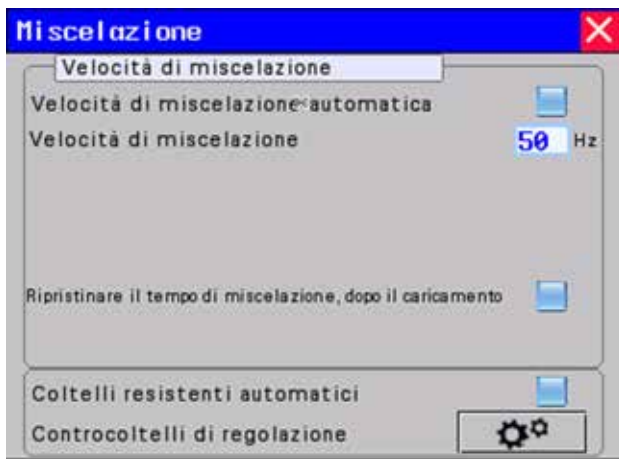 Miscelazione
Velocità di miscelazione
Velocità di miscelazione automatica
Velocità di miscelazione 50 Hz
Ripristinare il tempo di miscelazione, dopo il caricamento
Coltelli resistenti automatici
Controcoltelli di regolazione